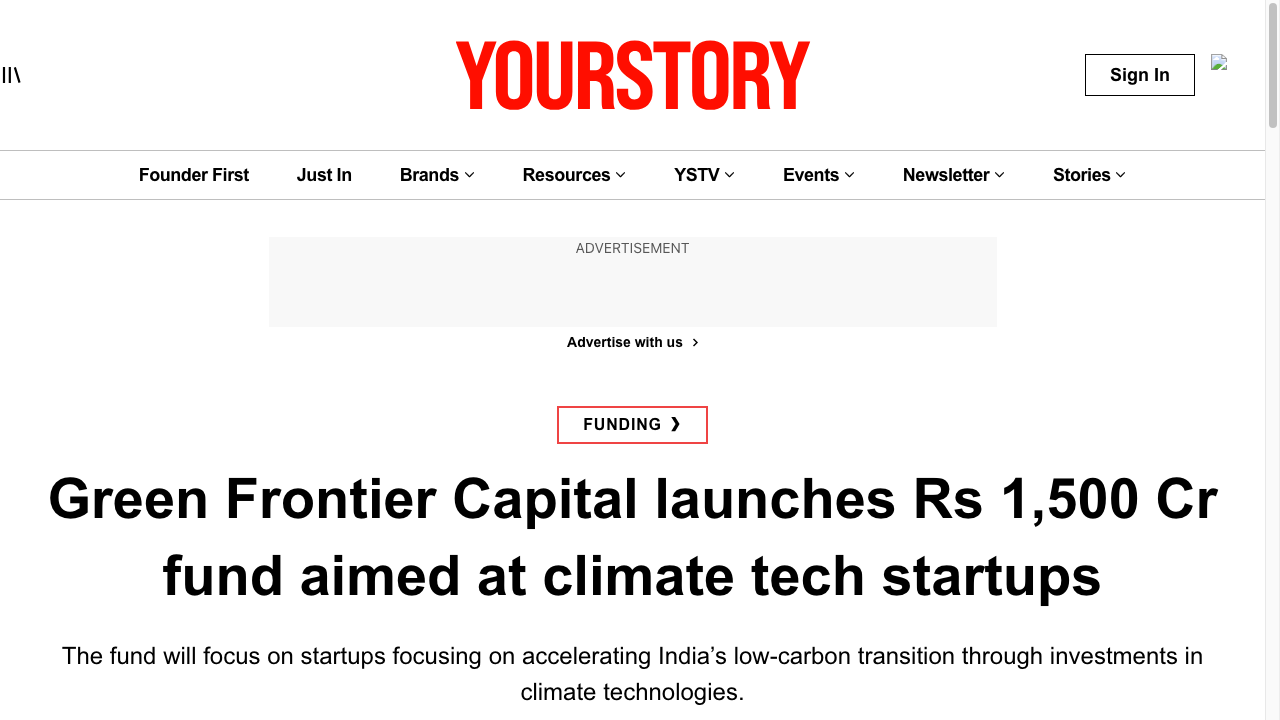 YOURSTORY
Sign In
Founder First
Just In
Brands
Resources
YSTV
Events
Newsletter
Stories
ADVERTISEMENT
Advertise with us
FUNDING
Green Frontier Capital launches Rs 1,500 Cr
fund aimed at climate tech startups
The fund will focus on startups focusing on accelerating India’s low-carbon transition through investments in
climate technologies.